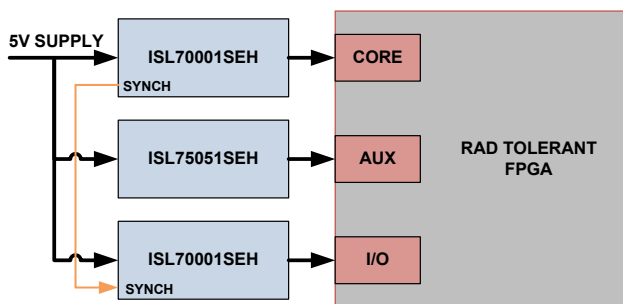 5V SUPPLY
ISL70001SEH
SYNCH
CORE
ISL75051SEH
AUX
RAD TOLERANT
FPGA
ISL70001SEH
SYNCH
I/O